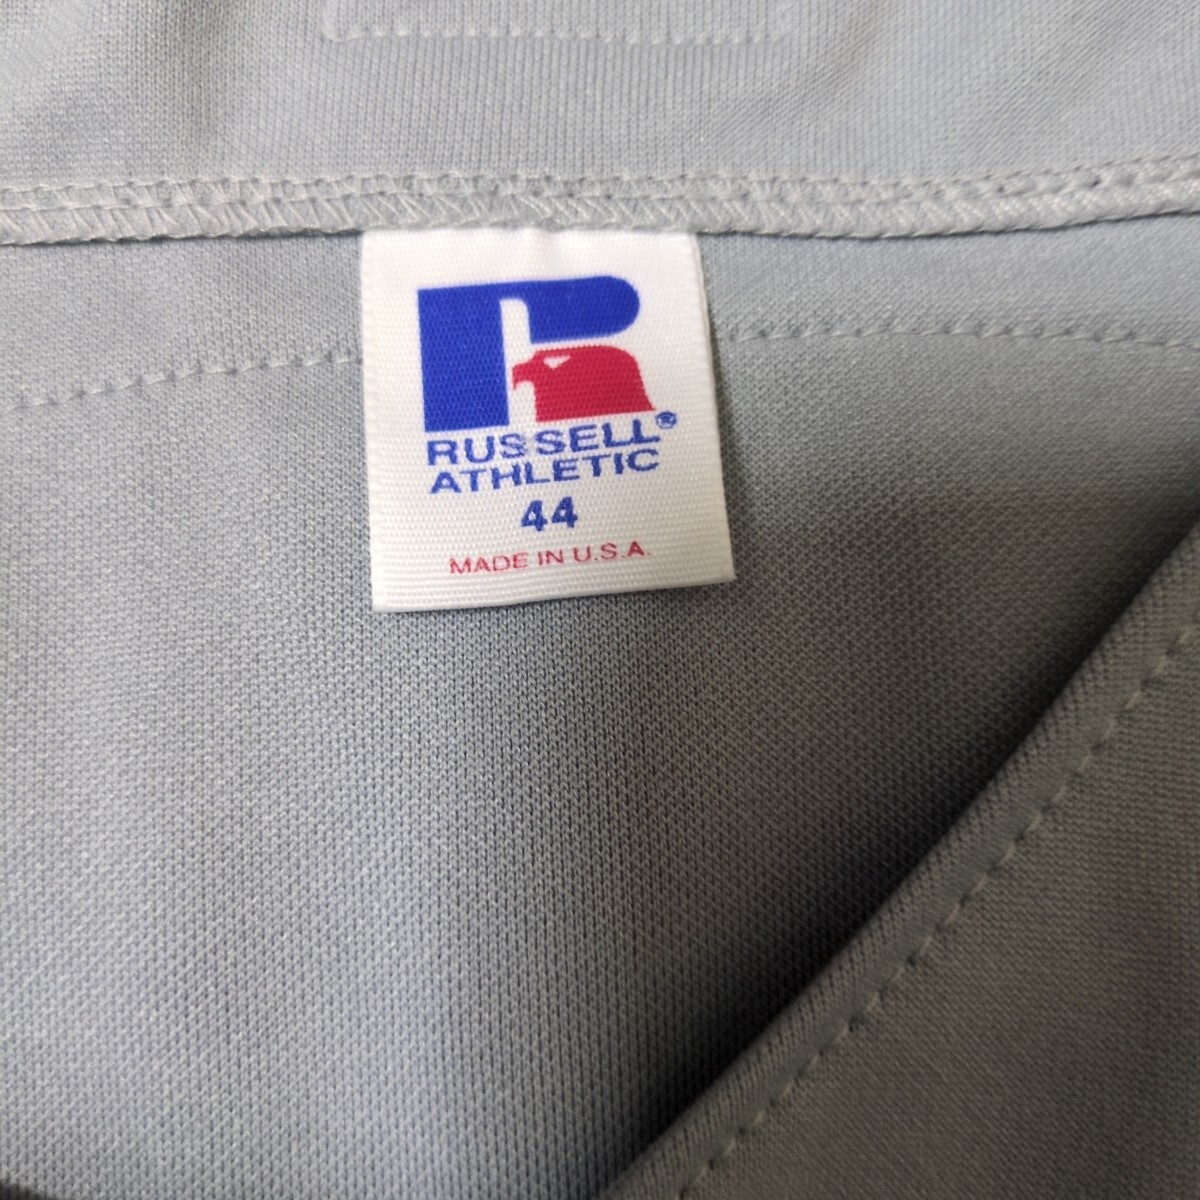 RUSSELL®
ATHLETIC
44
MADE IN U.S.A.